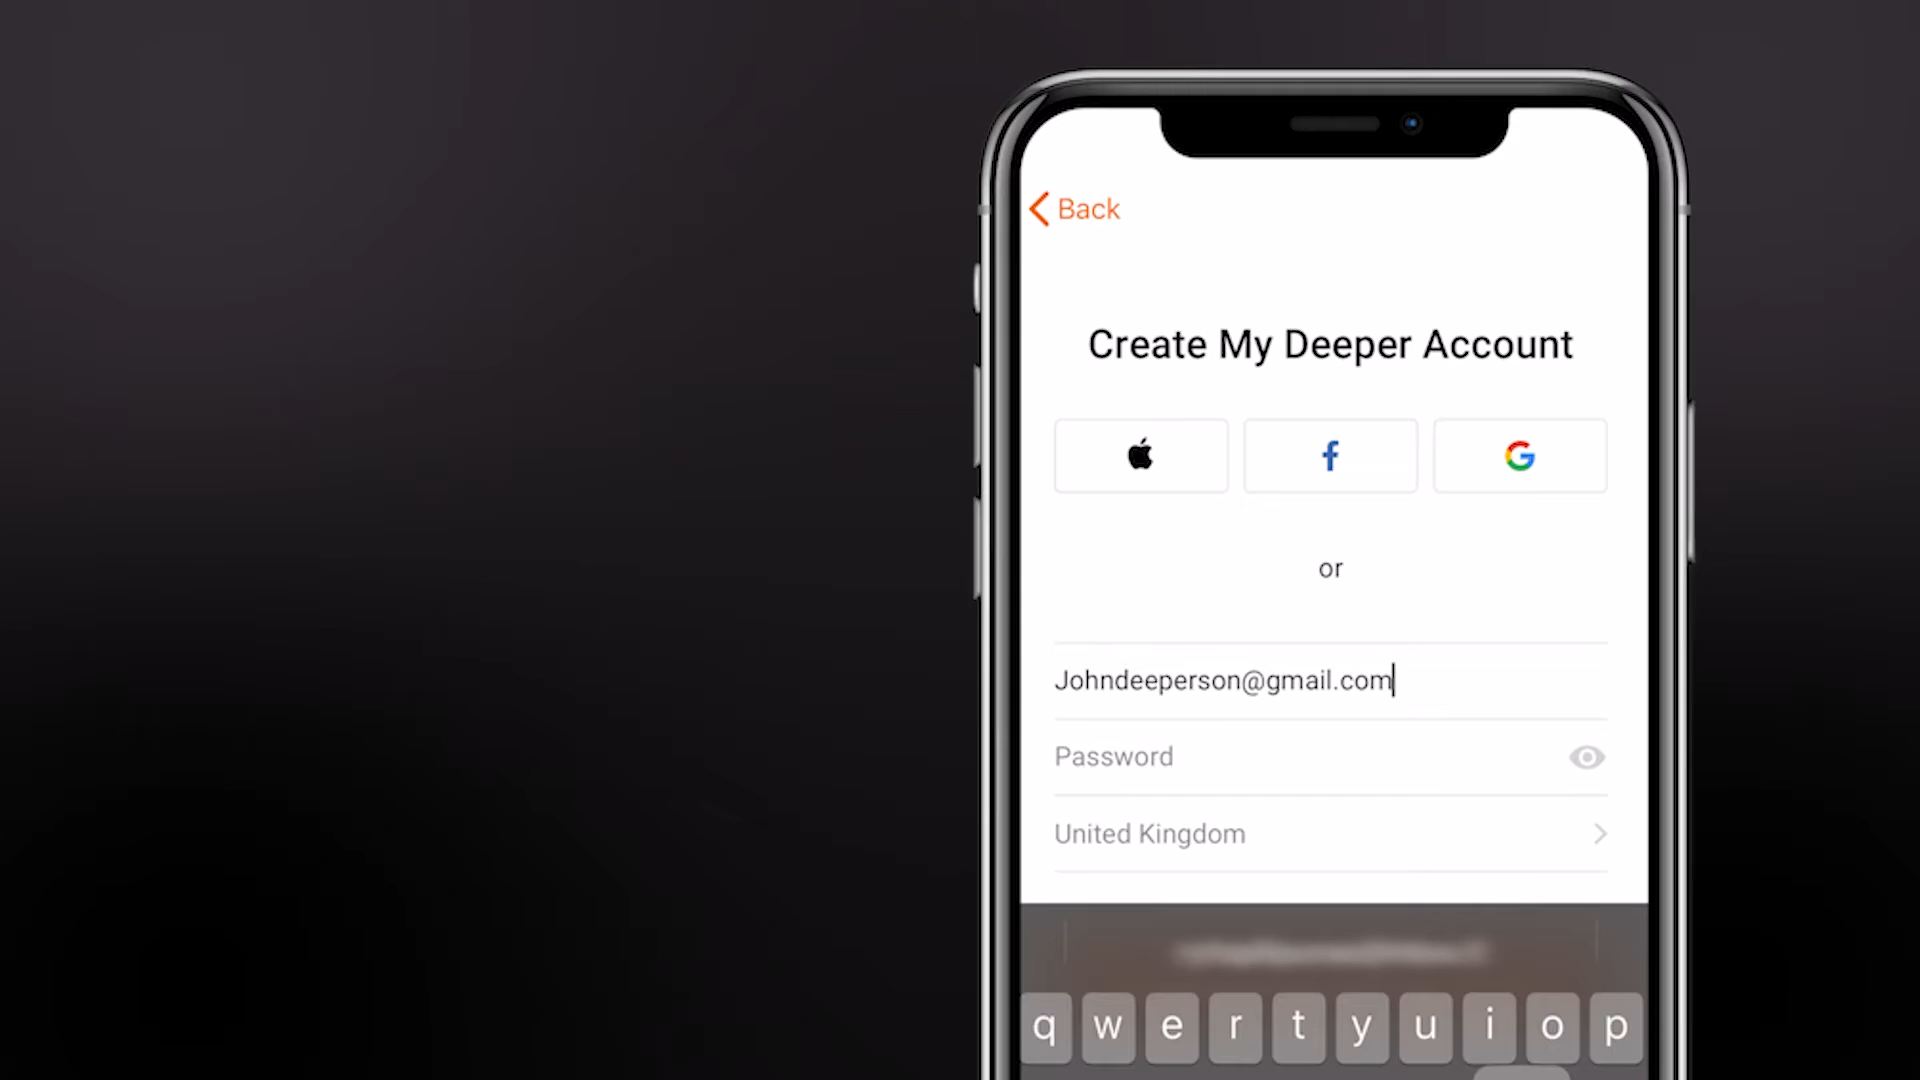 Back
Create My Deeper Account
or
Johndeeperson@gmail.com
Password
United Kingdom
q w e r t y u i o p